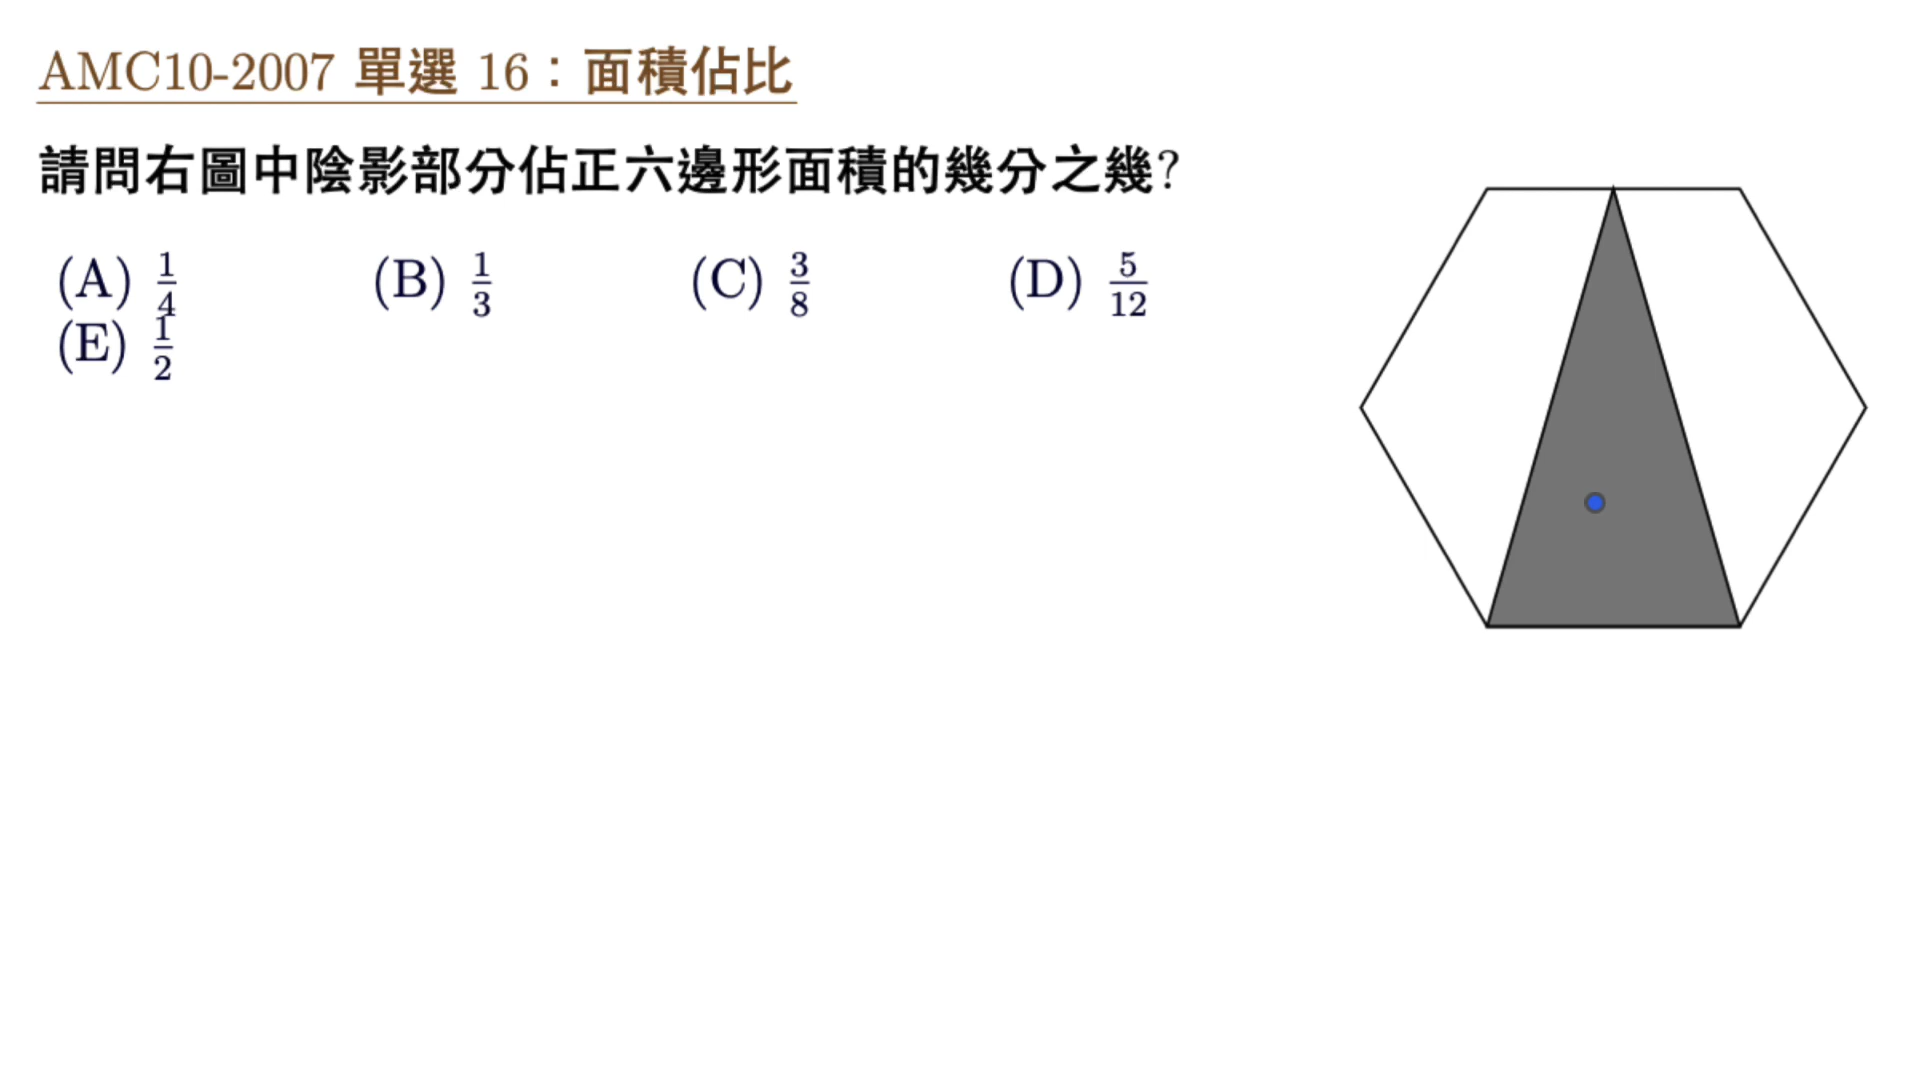 AMC10-2007 單選 16：面積佔比
請問右圖中陰影部分佔正六邊形面積的幾分之幾?
(A) 1/4 (B) 1/3 (C) 3/8 (D) 5/12
(E) 1/2